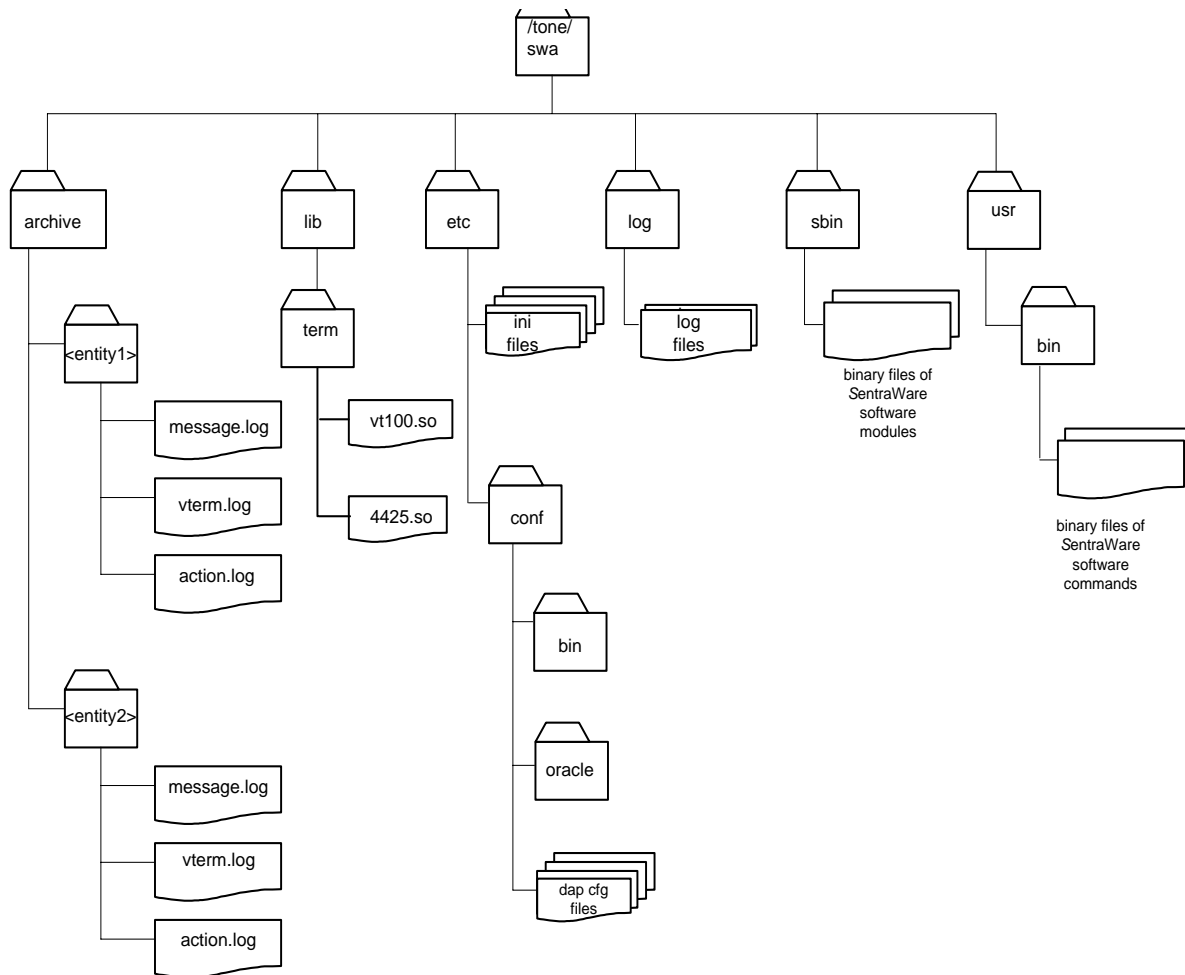 /tone/
swa
archive
lib
etc
log
sbin
usr
<entity1>
term
ini
files
log
files
bin
binary files of
SentraWare
software
modules
message.log
vt100.so
vterm.log
4425.so
conf
action.log
binary files of
SentraWare
software
commands
bin
<entity2>
oracle
message.log
vterm.log
dap cfg
files
action.log